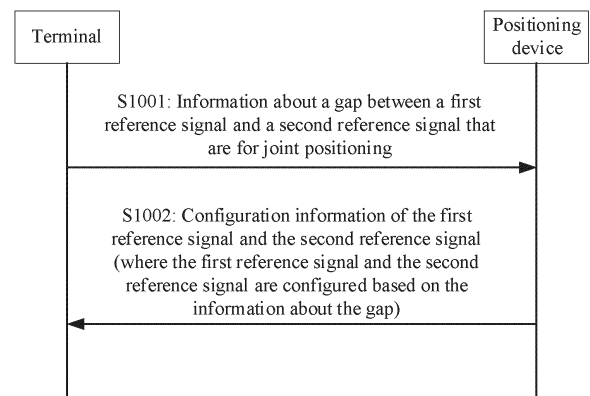 Terminal
Positioning
device
S1001: Information about a gap between a first
reference signal and a second reference signal that
are for joint positioning
S1002: Configuration information of the first
reference signal and the second reference signal
(where the first reference signal and the second
reference signal are configured based on the
information about the gap)